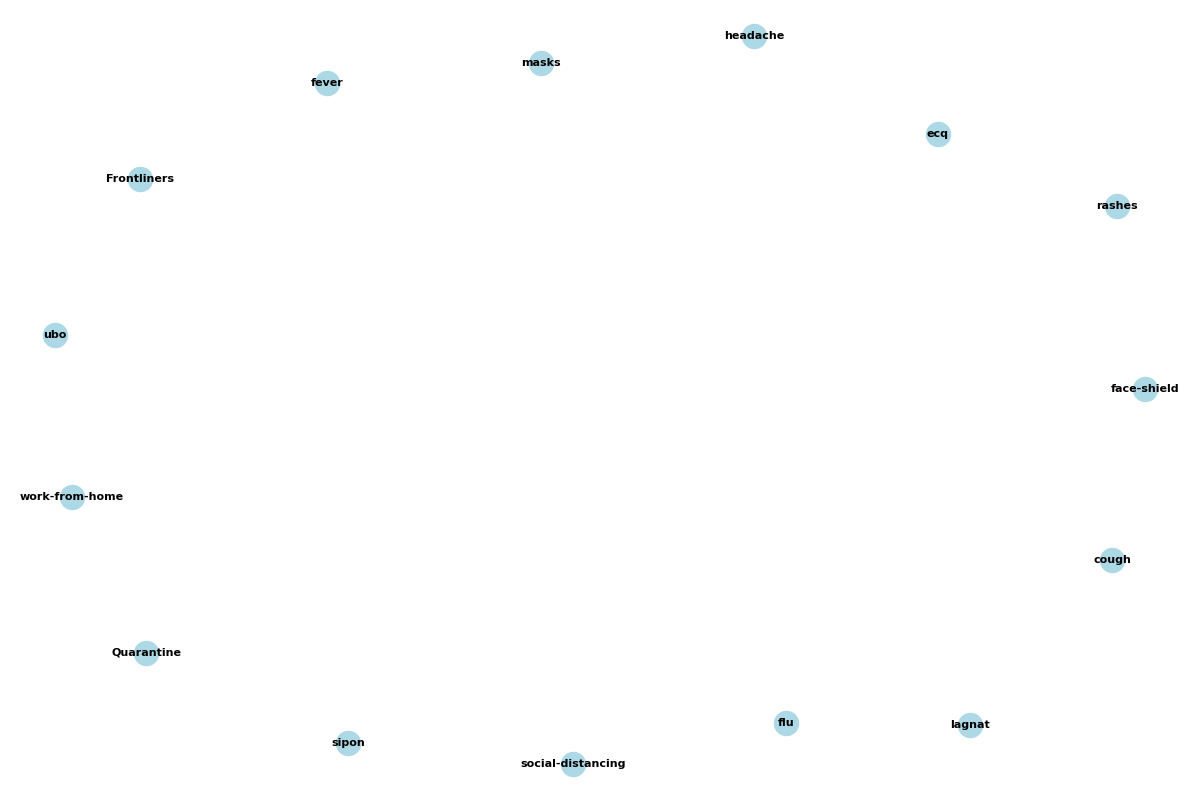 headache
masks
fever
ecq
Frontliners
rashes
ubo
face-shield
work-from-home
cough
Quarantine
flu
lagnat
sipon
social-distancing